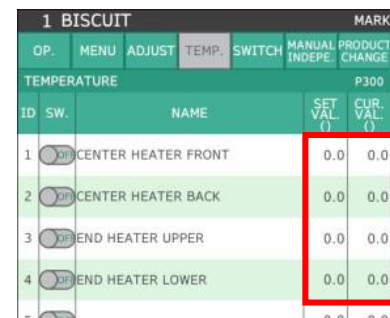 1 BISCUIT MARK
OP. MENU ADJUST TEMP. SWITCH MANUAL INDEPE. PRODUCT CHANGE
TEMPERATURE P300
ID SW. NAME SET VAL. () CUR. VAL. ()
1 OFF CENTER HEATER FRONT 0.0 0.0
2 OFF CENTER HEATER BACK 0.0 0.0
3 OFF END HEATER UPPER 0.0 0.0
4 OFF END HEATER LOWER 0.0 0.0